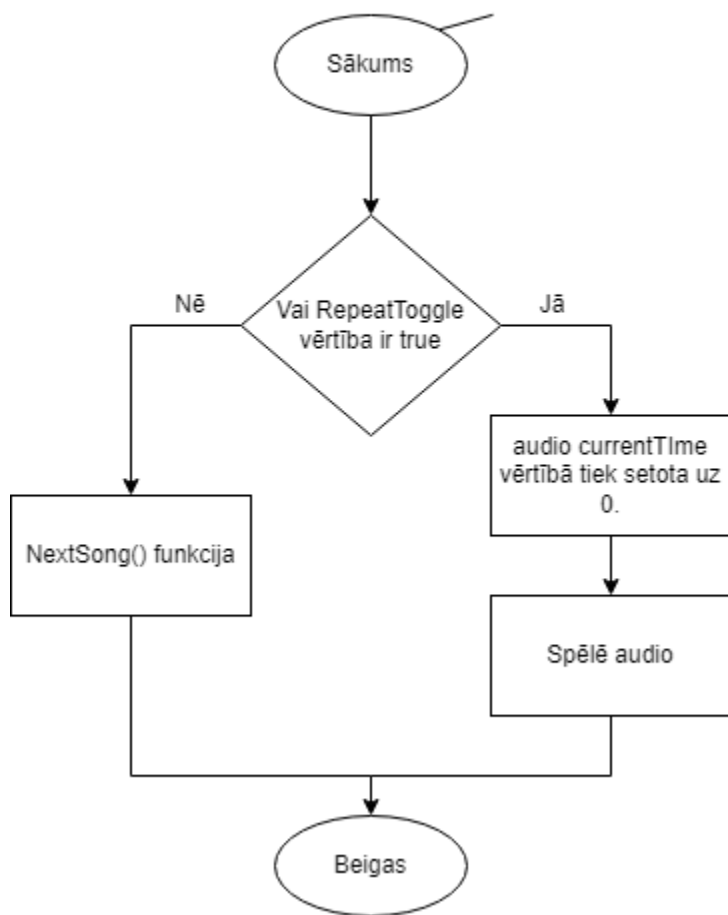 Sākums
Vai RepeatToggle
vērtība ir true
Nē
Jā
audio currentTIme
vērtībā tiek setota uz
0.
NextSong() funkcija
Spēlē audio
Beigas